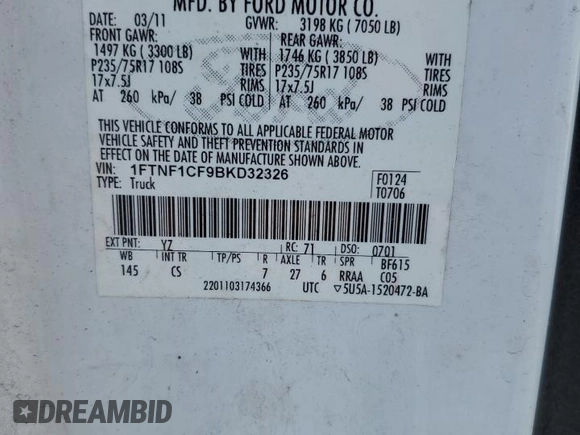 MFD. BY FORD MOTOR CO.
DATE: 03/11 GVWR: 3198 KG ( 7050 LB)
FRONT GAWR: REAR GAWR:
1497 KG ( 3300 LB) WITH 1746 KG ( 3850 LB) WITH
P235/75R17 108S TIRES P235/75R17 108S TIRES
17x7.5J RIMS 17x7.5J RIMS
AT 260 kPa/ 38 PSI COLD AT 260 kPa/ 38 PSI COLD
THIS VEHICLE CONFORMS TO ALL APPLICABLE FEDERAL MOTOR
VEHICLE SAFETY AND THEFT PREVENTION STANDARDS IN
EFFECT ON THE DATE OF MANUFACTURE SHOWN ABOVE.
VIN: 1FTNF1CF9BKD32326 F0124
TYPE: Truck T0706
EXT PNT: YZ RC: 71 DSO: 0701
WB INT TR TP/PS R AXLE TR SPR BF615
145 CS 7 27 6 RRAA C05
2201103174366 UTC ▽5U5A-1520472-BA
DREAMBID